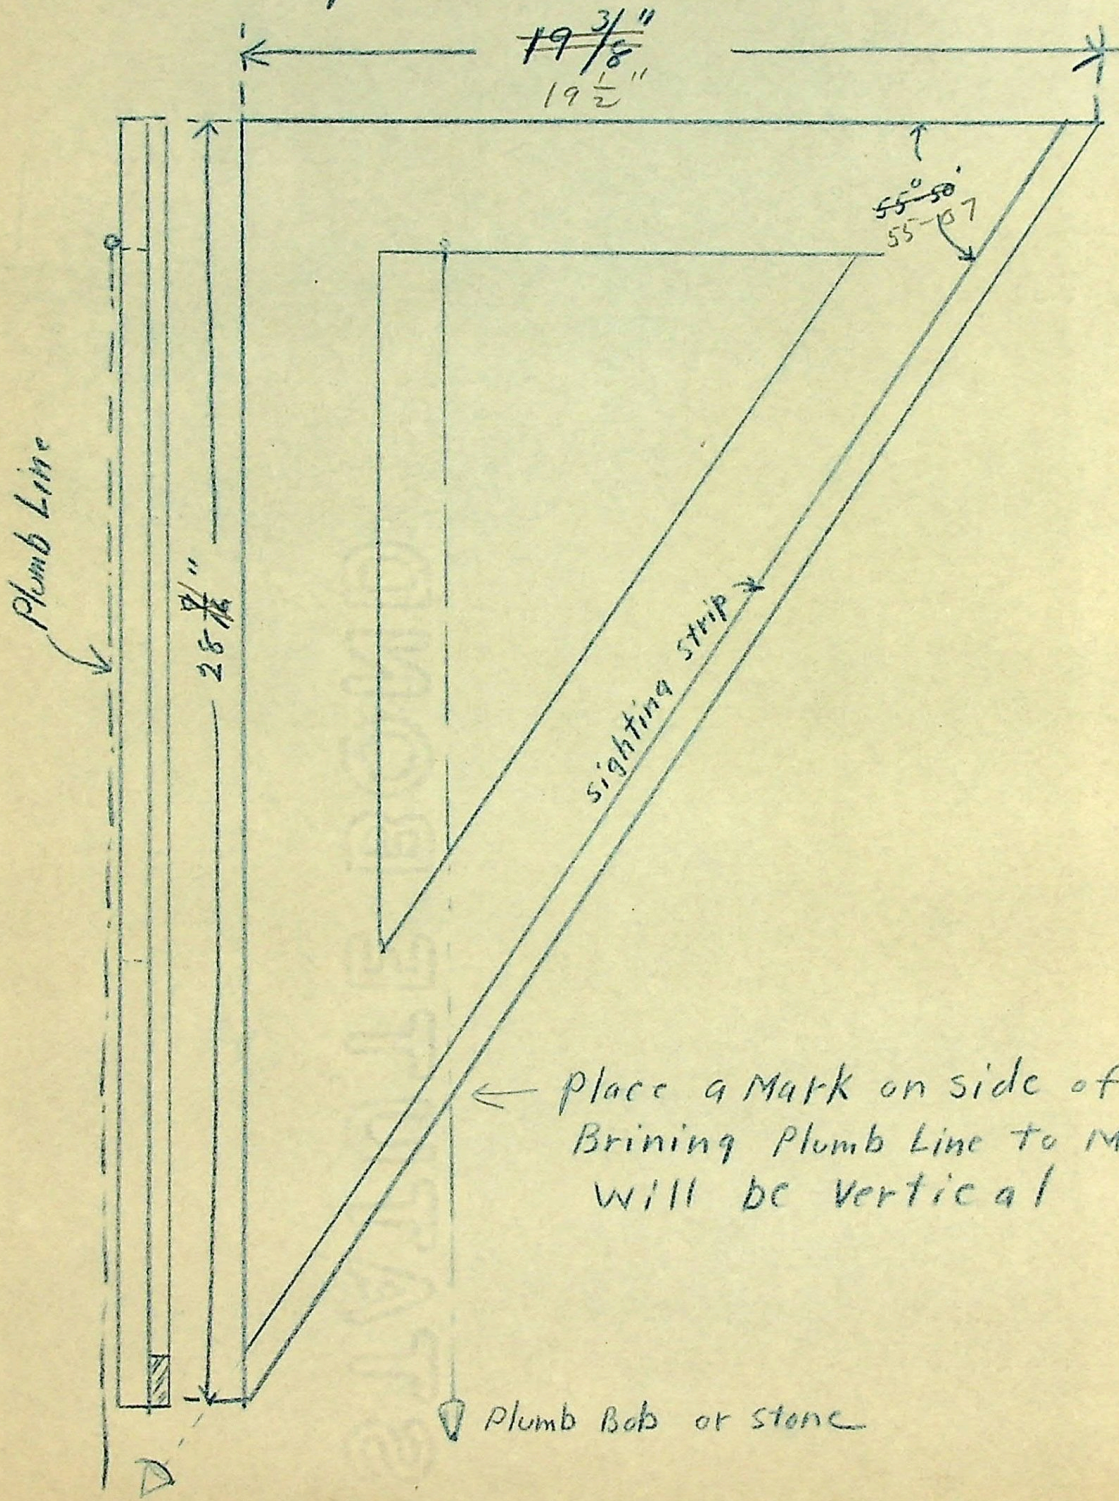 19 3/8"
19 1/2"
55°-50'
55-07
Plumb Line
28
sighting strip
Place a Mark on side of
Brining Plumb Line to M
Will be Vertical
Plumb Bob or stone